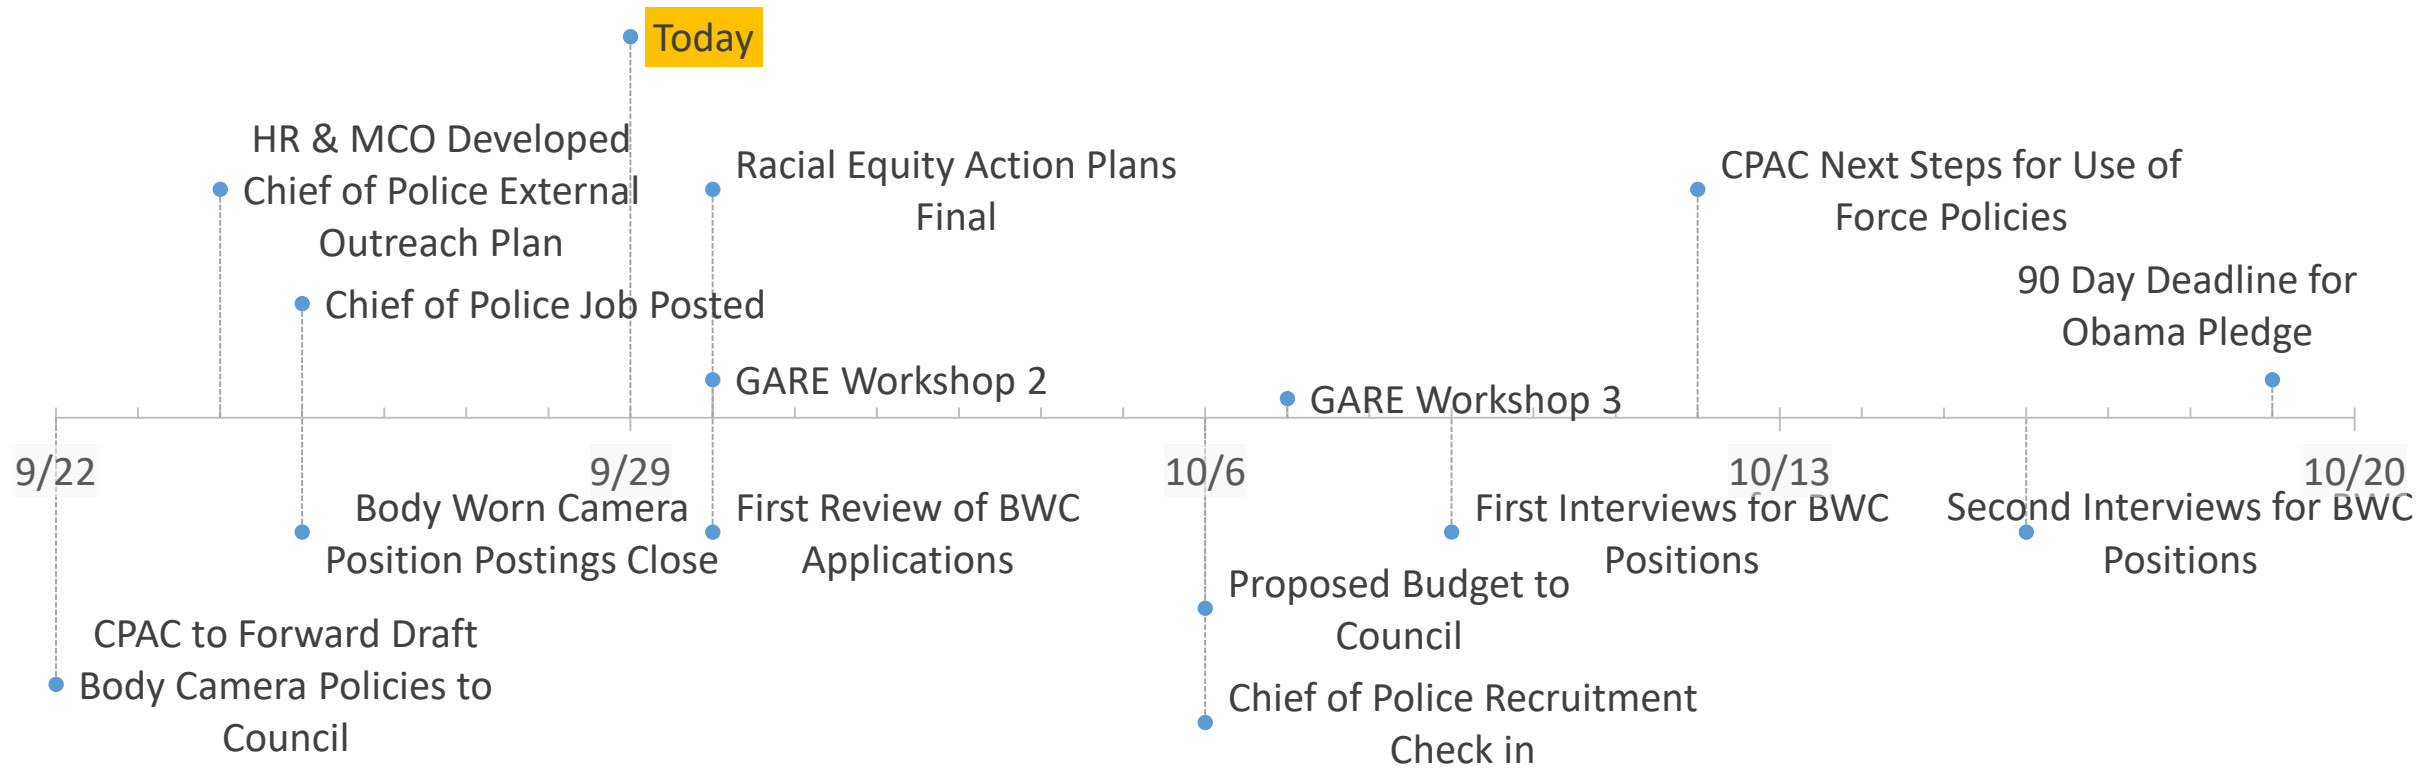 Today
HR & MCO Developed
Chief of Police External
Outreach Plan
Racial Equity Action Plans
Final
CPAC Next Steps for Use of
Force Policies
90 Day Deadline for
Obama Pledge
Chief of Police Job Posted
GARE Workshop 2
GARE Workshop 3
9/22
9/29
10/6
10/13
10/20
Body Worn Camera
Position Postings Close
First Review of BWC
Applications
First Interviews for BWC
Positions
Second Interviews for BWC
Positions
Proposed Budget to
Council
CPAC to Forward Draft
Body Camera Policies to
Council
Chief of Police Recruitment
Check in